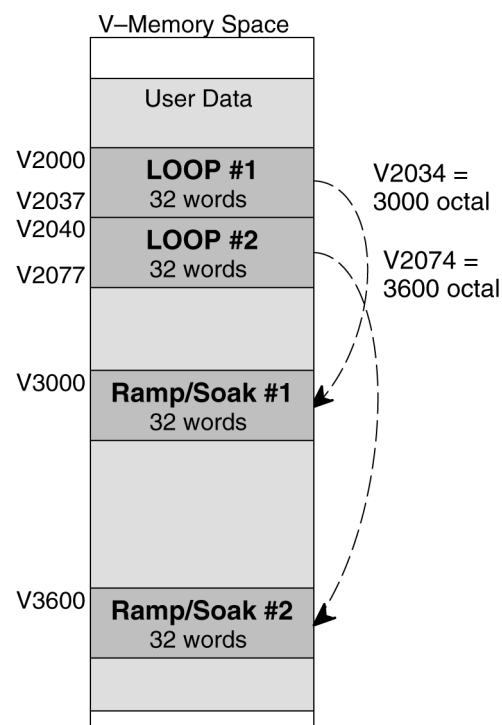 V–Memory Space
User Data
V2000
LOOP #1
V2034 =
3000 octal
V2037
32 words
V2040
LOOP #2
V2074 =
3600 octal
V2077
32 words
V3000
Ramp/Soak #1
32 words
V3600
Ramp/Soak #2
32 words